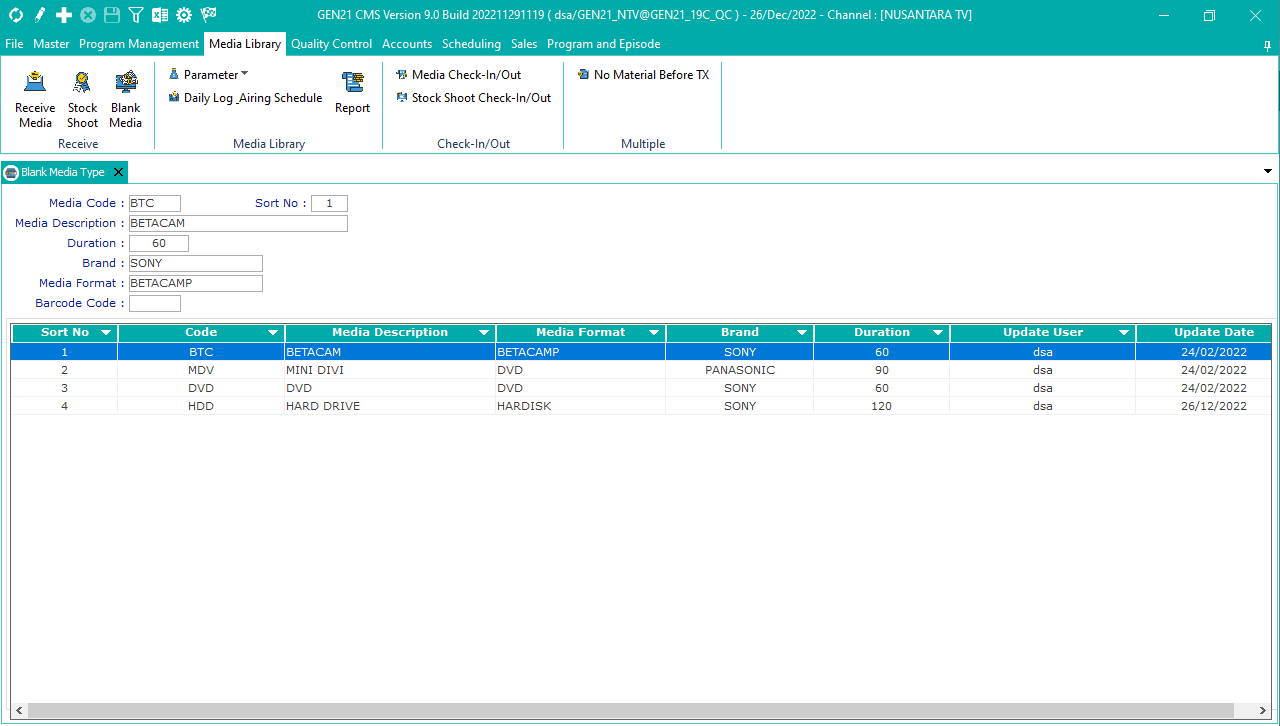 GEN21 CMS Version 9.0 Build 202211291119 ( dsa/GEN21_NTV@GEN21_19C_QC ) - 26/Dec/2022 - Channel : [NUSANTARA TV]
File Master Program Management Media Library Quality Control Accounts Scheduling Sales Program and Episode
Receive Media
Stock Shoot
Blank Media
Receive
Parameter
Daily Log _Airing Schedule
Report
Media Library
Media Check-In/Out
Stock Shoot Check-In/Out
Check-In/Out
No Material Before TX
Multiple
Blank Media Type
Media Code : BTC Sort No : 1
Media Description : BETACAM
Duration : 60
Brand : SONY
Media Format : BETACAMP
Barcode Code :
Sort No Code Media Description Media Format Brand Duration Update User Update Date
1 BTC BETACAM BETACAMP SONY 60 dsa 24/02/2022
2 MDV MINI DIVI DVD PANASONIC 90 dsa 24/02/2022
3 DVD DVD DVD SONY 60 dsa 24/02/2022
4 HDD HARD DRIVE HARDISK SONY 120 dsa 26/12/2022